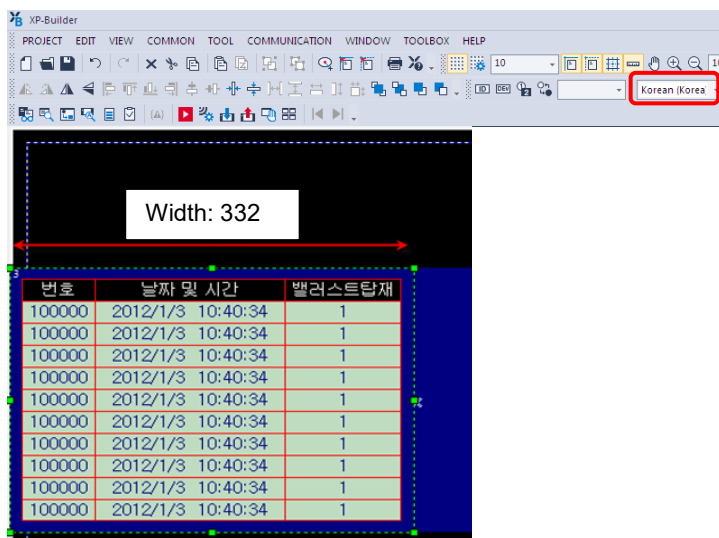 XP-Builder
PROJECT EDIT VIEW COMMON TOOL COMMUNICATION WINDOW TOOLBOX HELP
10
Korean (Korea
Width: 332
3
번호 날짜 및 시간 밸러스트탑재
100000 2012/1/3 10:40:34 1
100000 2012/1/3 10:40:34 1
100000 2012/1/3 10:40:34 1
100000 2012/1/3 10:40:34 1
100000 2012/1/3 10:40:34 1
100000 2012/1/3 10:40:34 1
100000 2012/1/3 10:40:34 1
100000 2012/1/3 10:40:34 1
100000 2012/1/3 10:40:34 1
100000 2012/1/3 10:40:34 1